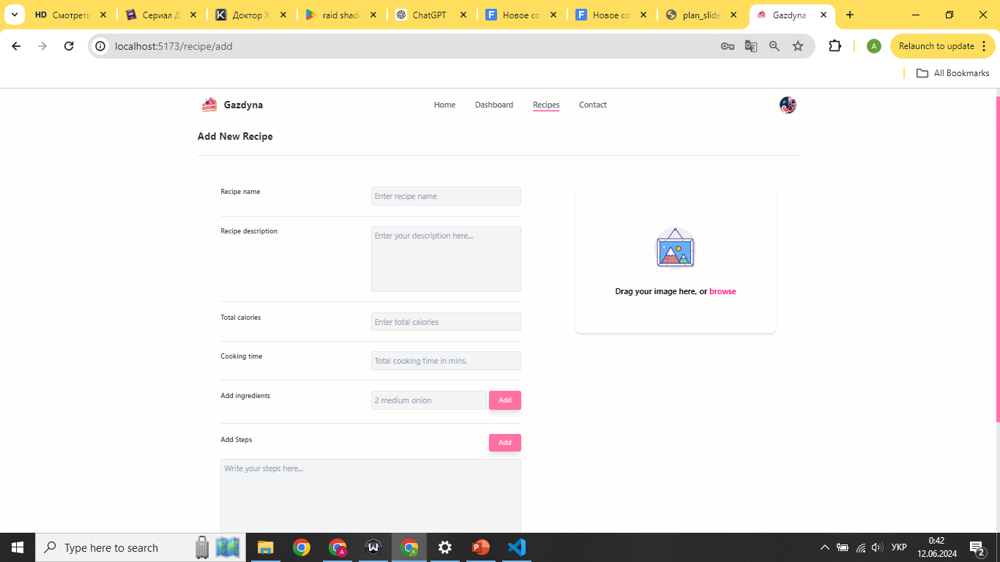 HD Смотреть
Сериал Д
Доктор Х
raid shado
ChatGPT
Новое со
Новое со
plan_slide
Gazdyna
localhost:5173/recipe/add
A
Relaunch to update
All Bookmarks
Gazdyna
Home Dashboard Recipes Contact
Add New Recipe
Recipe name
Enter recipe name
Recipe description
Enter your description here...
Drag your image here, or browse
Total calories
Enter total calories
Cooking time
Total cooking time in mins.
Add ingredients
2 medium onion
Add
Add Steps
Add
Write your steps here...
Type here to search
УКР
0:42
12.06.2024
2